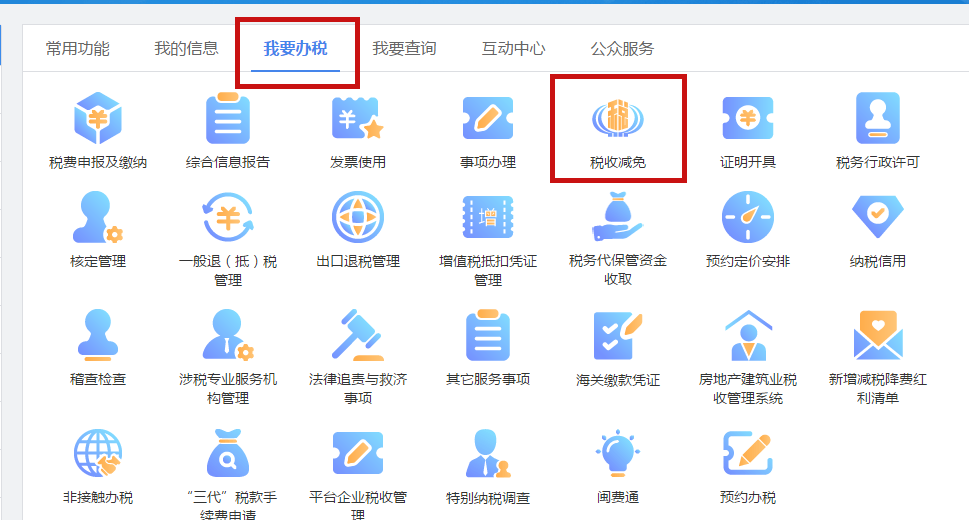 常用功能 我的信息 我要办税 我要查询 互动中心 公众服务
税费申报及缴纳 综合信息报告 发票使用 事项办理 税收减免 证明开具 税务行政许可
核定管理 一般退（抵）税 出口退税管理 增值税抵扣凭证 税务代保管资金 预约定价安排 纳税信用
管理 管理 收取
稽查检查 涉税专业服务机 法律追责与救济 其它服务事项 海关缴款凭证 房地产建筑业税 新增减税降费红
构管理 事项 收管理系统 利清单
非接触办税 “三代”税款手 平台企业税收管 特别纳税调查 闽费通 预约办税
续费申请 理